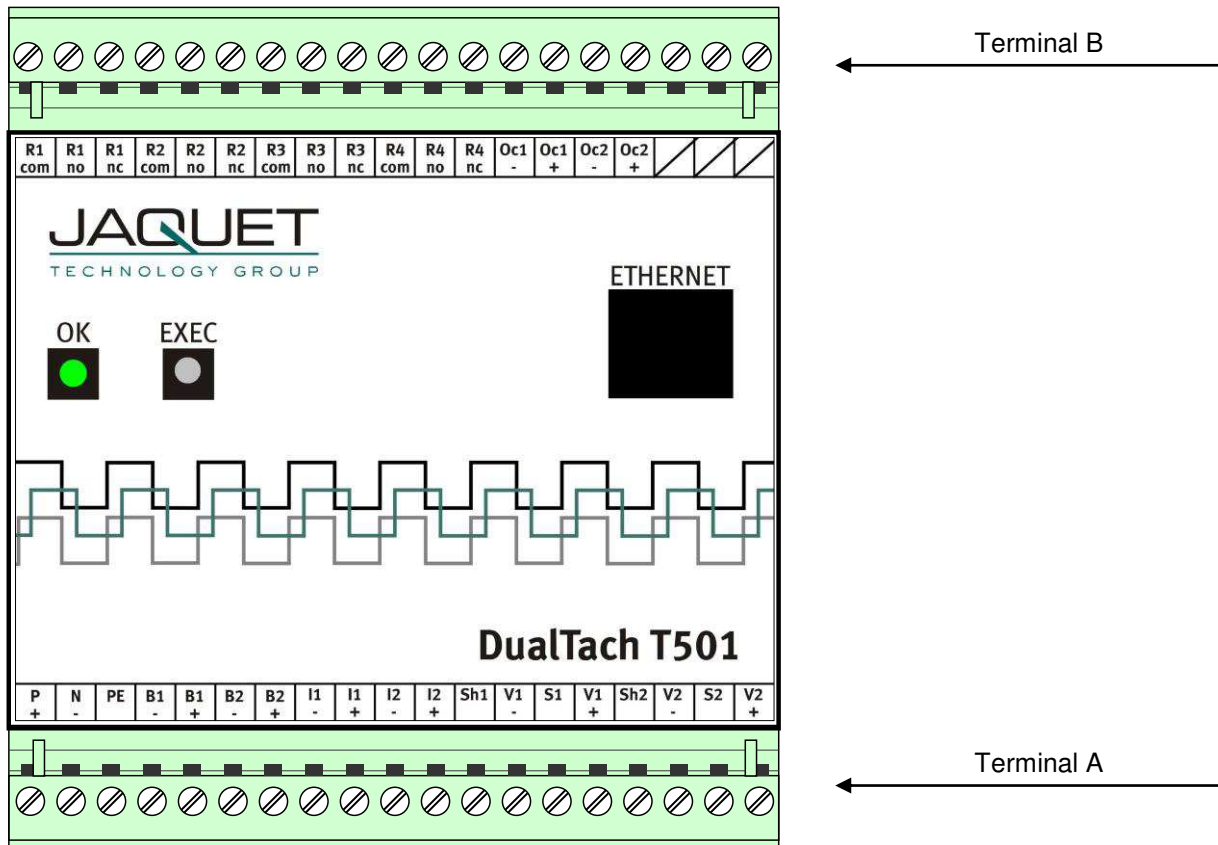 Terminal B
R1 com R1 no R1 nc R2 com R2 no R2 nc R3 com R3 no R3 nc R4 com R4 no R4 nc Oc1 - Oc1 + Oc2 - Oc2 +
JAQUET
TECHNOLOGY GROUP
ETHERNET
OK EXEC
DualTach T501
P + N - PE B1 - B1 + B2 - B2 + I1 - I1 + I2 - I2 + Sh1 V1 - S1 V1 + Sh2 V2 - S2 V2 +
Terminal A